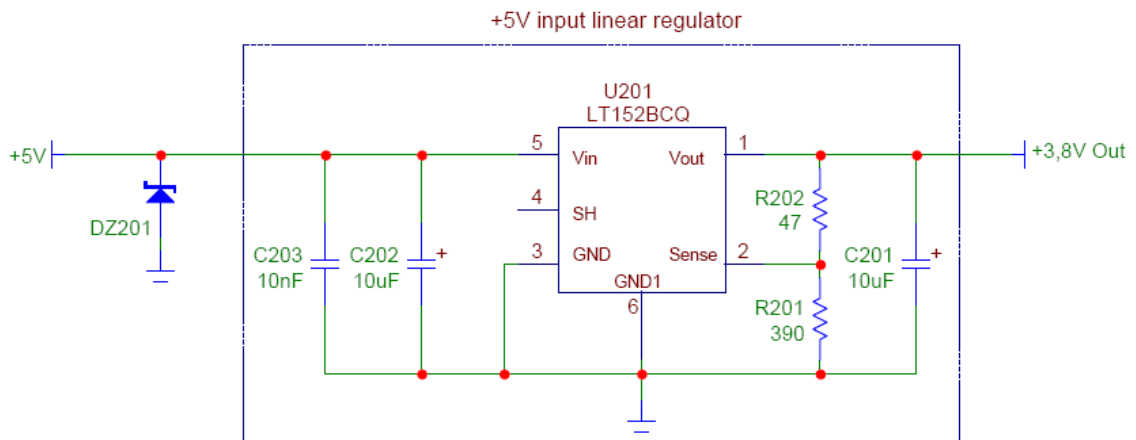 +5V input linear regulator
U201
LT152BCQ
+5V
5
Vin
Vout
1
+3,8V Out
4
SH
R202
47
DZ201
C203
10nF
C202
10uF
+
3
GND
Sense
2
GND1
6
C201
10uF
+
R201
390